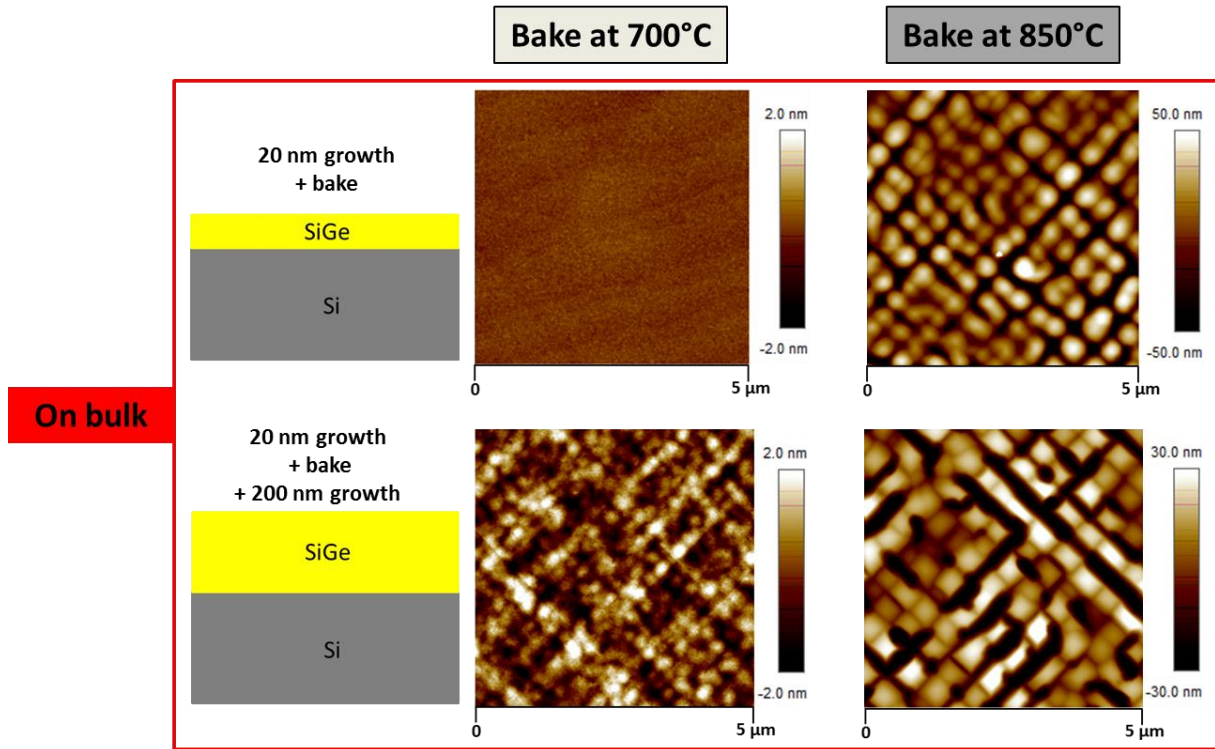 Bake at 700°C
Bake at 850°C
On bulk
20 nm growth
+ bake
SiGe
Si
2.0 nm
-2.0 nm
0
5 µm
50.0 nm
-50.0 nm
0
5 µm
20 nm growth
+ bake
+ 200 nm growth
SiGe
Si
2.0 nm
-2.0 nm
0
5 µm
30.0 nm
-30.0 nm
0
5 µm